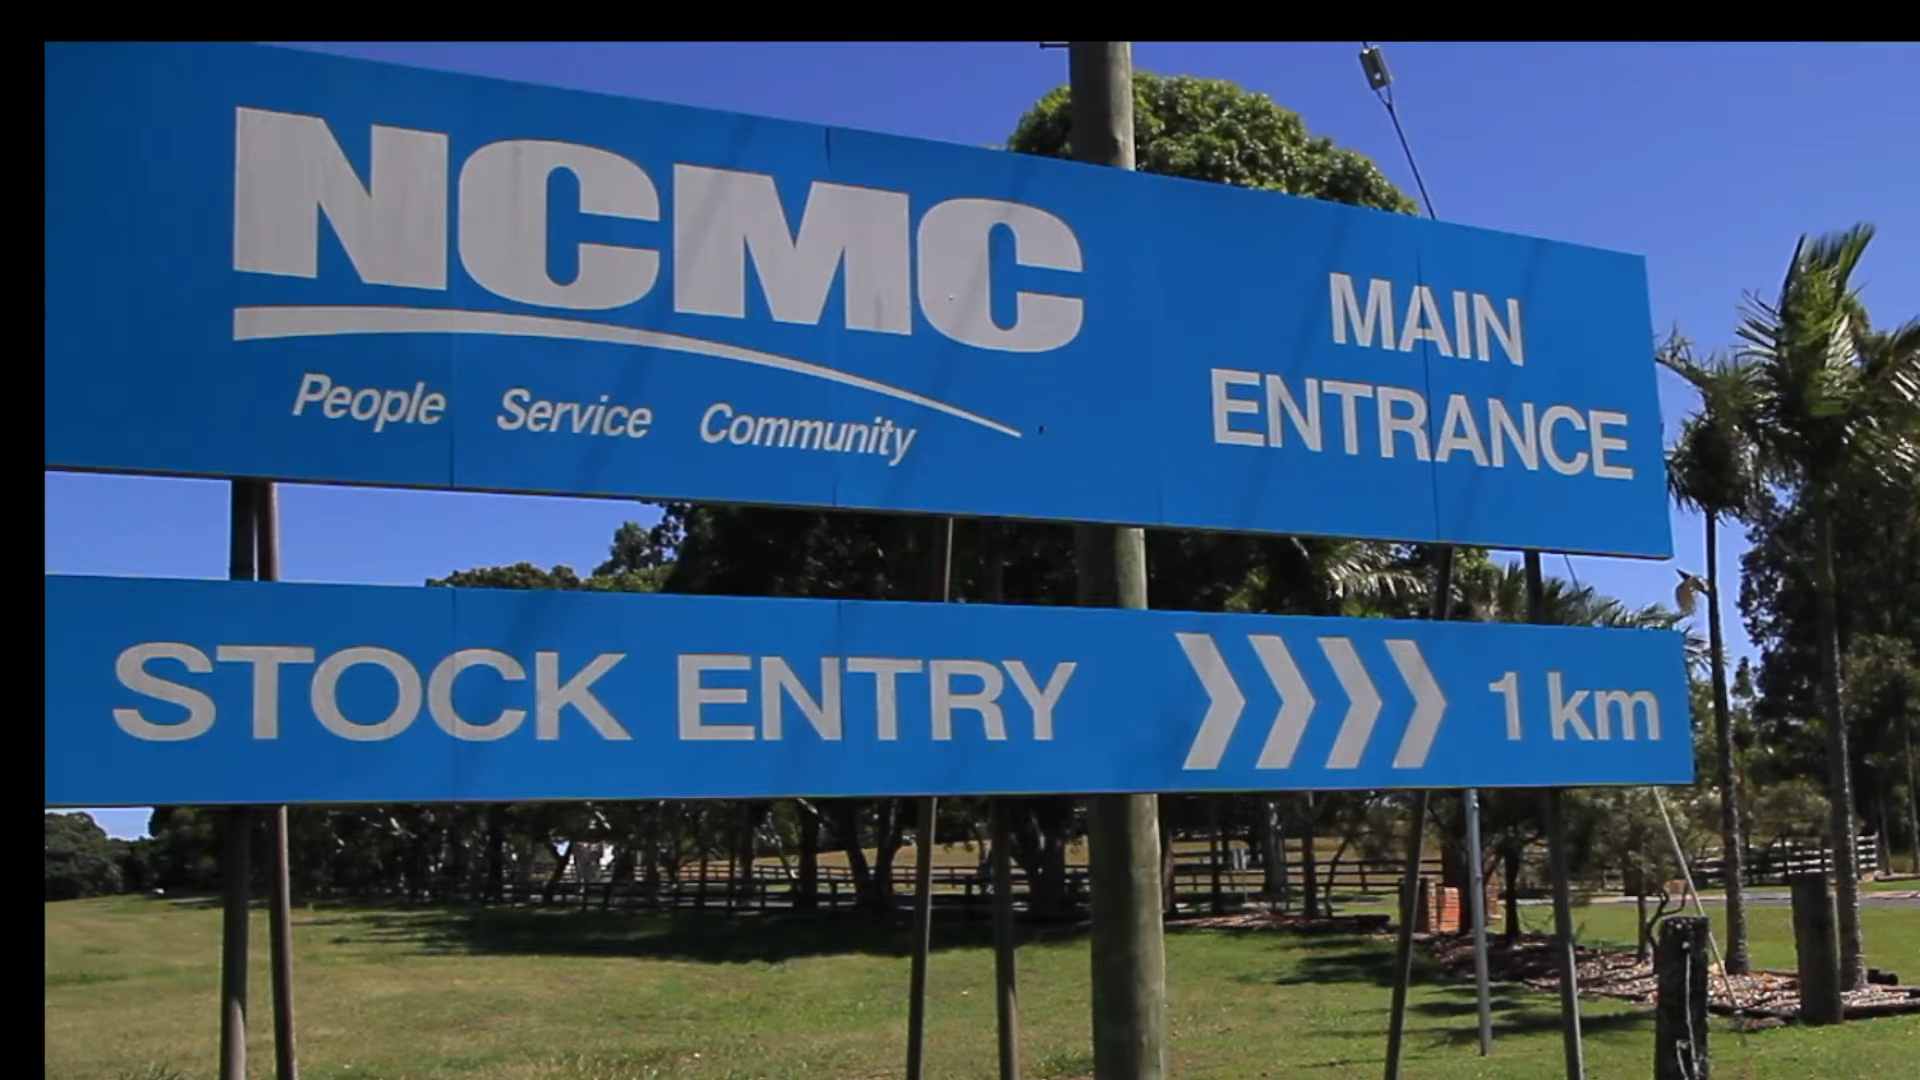 NCMC
People Service Community
MAIN
ENTRANCE
STOCK ENTRY 1 km